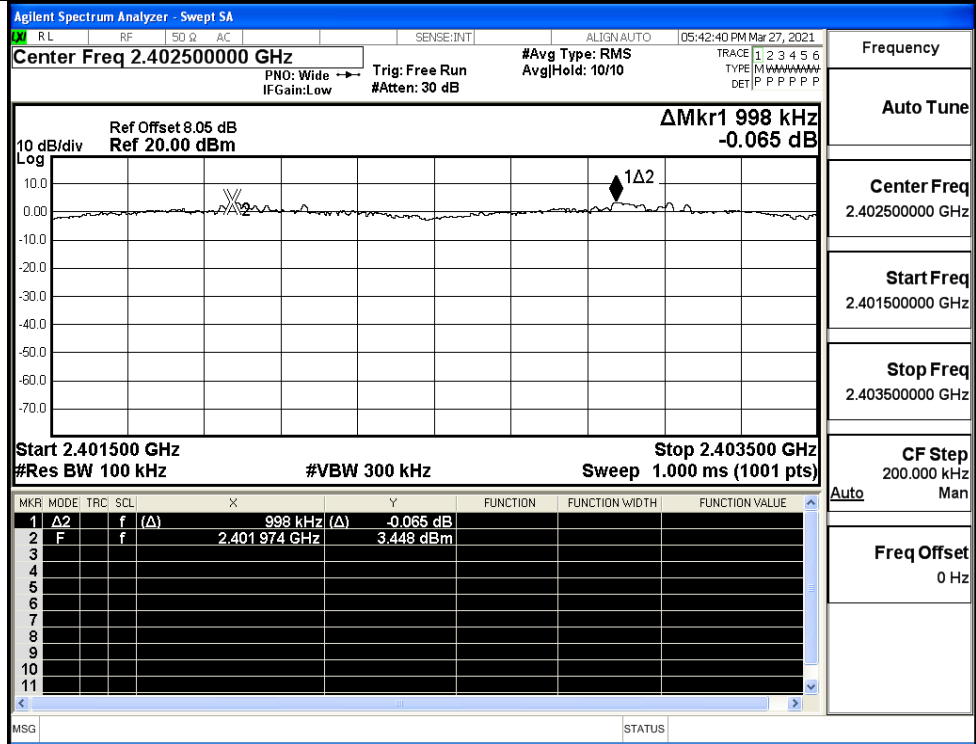 Agilent Spectrum Analyzer - Swept SA
LXI RL RF 50 Ω AC SENSE:INT ALIGNAUTO 05:42:40 PM Mar 27, 2021
Center Freq 2.402500000 GHz
PNO: Wide
IFGain:Low
Trig: Free Run
#Atten: 30 dB
#Avg Type: RMS
Avg|Hold: 10/10
TRACE 1 2 3 4 5 6
TYPE M WWWWW
DET P P P P P P
Ref Offset 8.05 dB
10 dB/div Ref 20.00 dBm
Log
ΔMkr1 998 kHz
-0.065 dB
10.0
0.00
-10.0
-20.0
-30.0
-40.0
-50.0
-60.0
-70.0
X2
1Δ2
Start 2.401500 GHz Stop 2.403500 GHz
#Res BW 100 kHz #VBW 300 kHz Sweep 1.000 ms (1001 pts)
MKR MODE TRC SCL X Y FUNCTION FUNCTION WIDTH FUNCTION VALUE
1 Δ2 f (Δ) 998 kHz (Δ) -0.065 dB
2 F f 2.401 974 GHz 3.448 dBm
3
4
5
6
7
8
9
10
11
MSG STATUS
Frequency
Auto Tune
Center Freq
2.402500000 GHz
Start Freq
2.401500000 GHz
Stop Freq
2.403500000 GHz
CF Step
200.000 kHz
Auto Man
Freq Offset
0 Hz